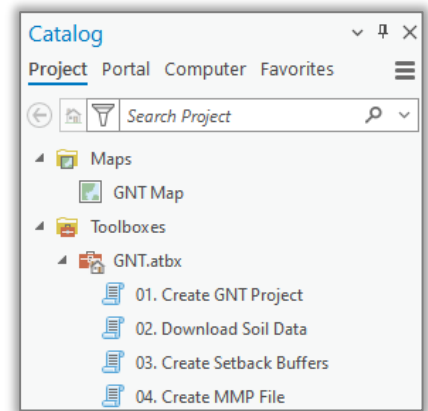 Catalog
Project Portal Computer Favorites
Search Project
Maps
GNT Map
Toolboxes
GNT.atbx
01. Create GNT Project
02. Download Soil Data
03. Create Setback Buffers
04. Create MMP File